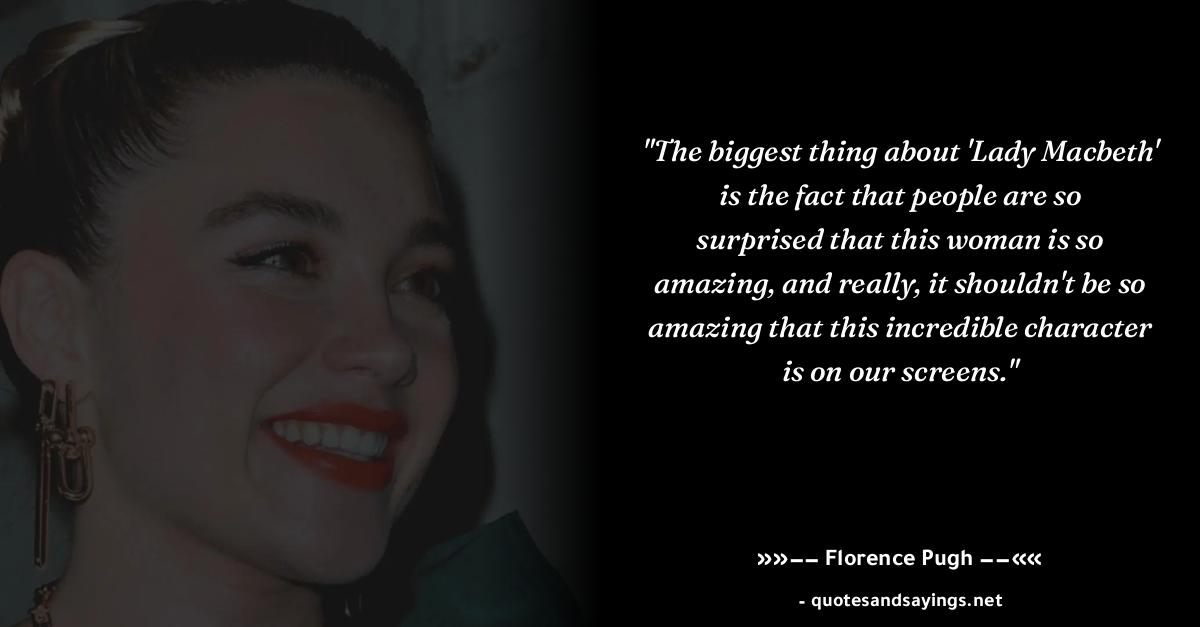 "The biggest thing about 'Lady Macbeth'
is the fact that people are so
surprised that this woman is so
amazing, and really, it shouldn't be so
amazing that this incredible character
is on our screens."
»»−− Florence Pugh −−««
- quotesandsayings.net